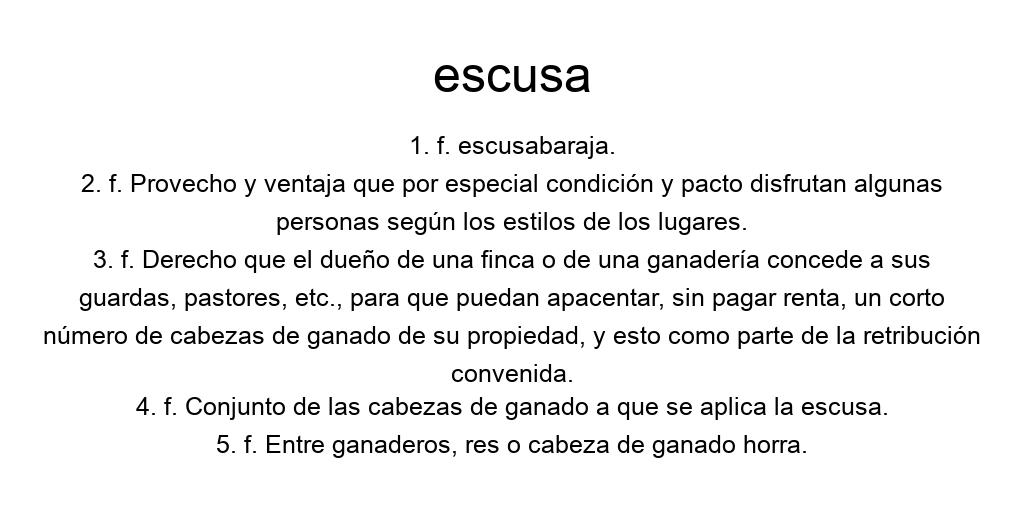 escusa
1. f. escusabaraja.
2. f. Provecho y ventaja que por especial condición y pacto disfrutan algunas
personas según los estilos de los lugares.
3. f. Derecho que el dueño de una finca o de una ganadería concede a sus
guardas, pastores, etc., para que puedan apacentar, sin pagar renta, un corto
número de cabezas de ganado de su propiedad, y esto como parte de la retribución
convenida.
4. f. Conjunto de las cabezas de ganado a que se aplica la escusa.
5. f. Entre ganaderos, res o cabeza de ganado horra.